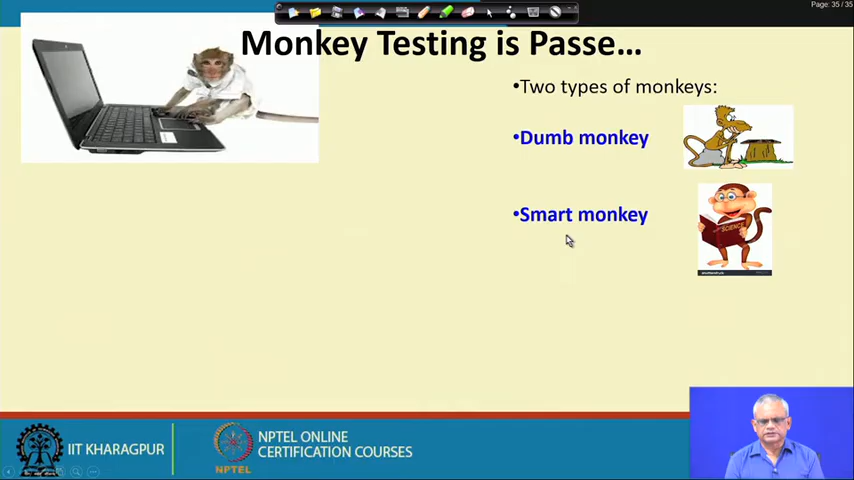 Page: 35 / 35
Monkey Testing is Passe...
•Two types of monkeys:
•Dumb monkey
•Smart monkey
SCIENCE
IIT KHARAGPUR
NPTEL
NPTEL ONLINE
CERTIFICATION COURSES